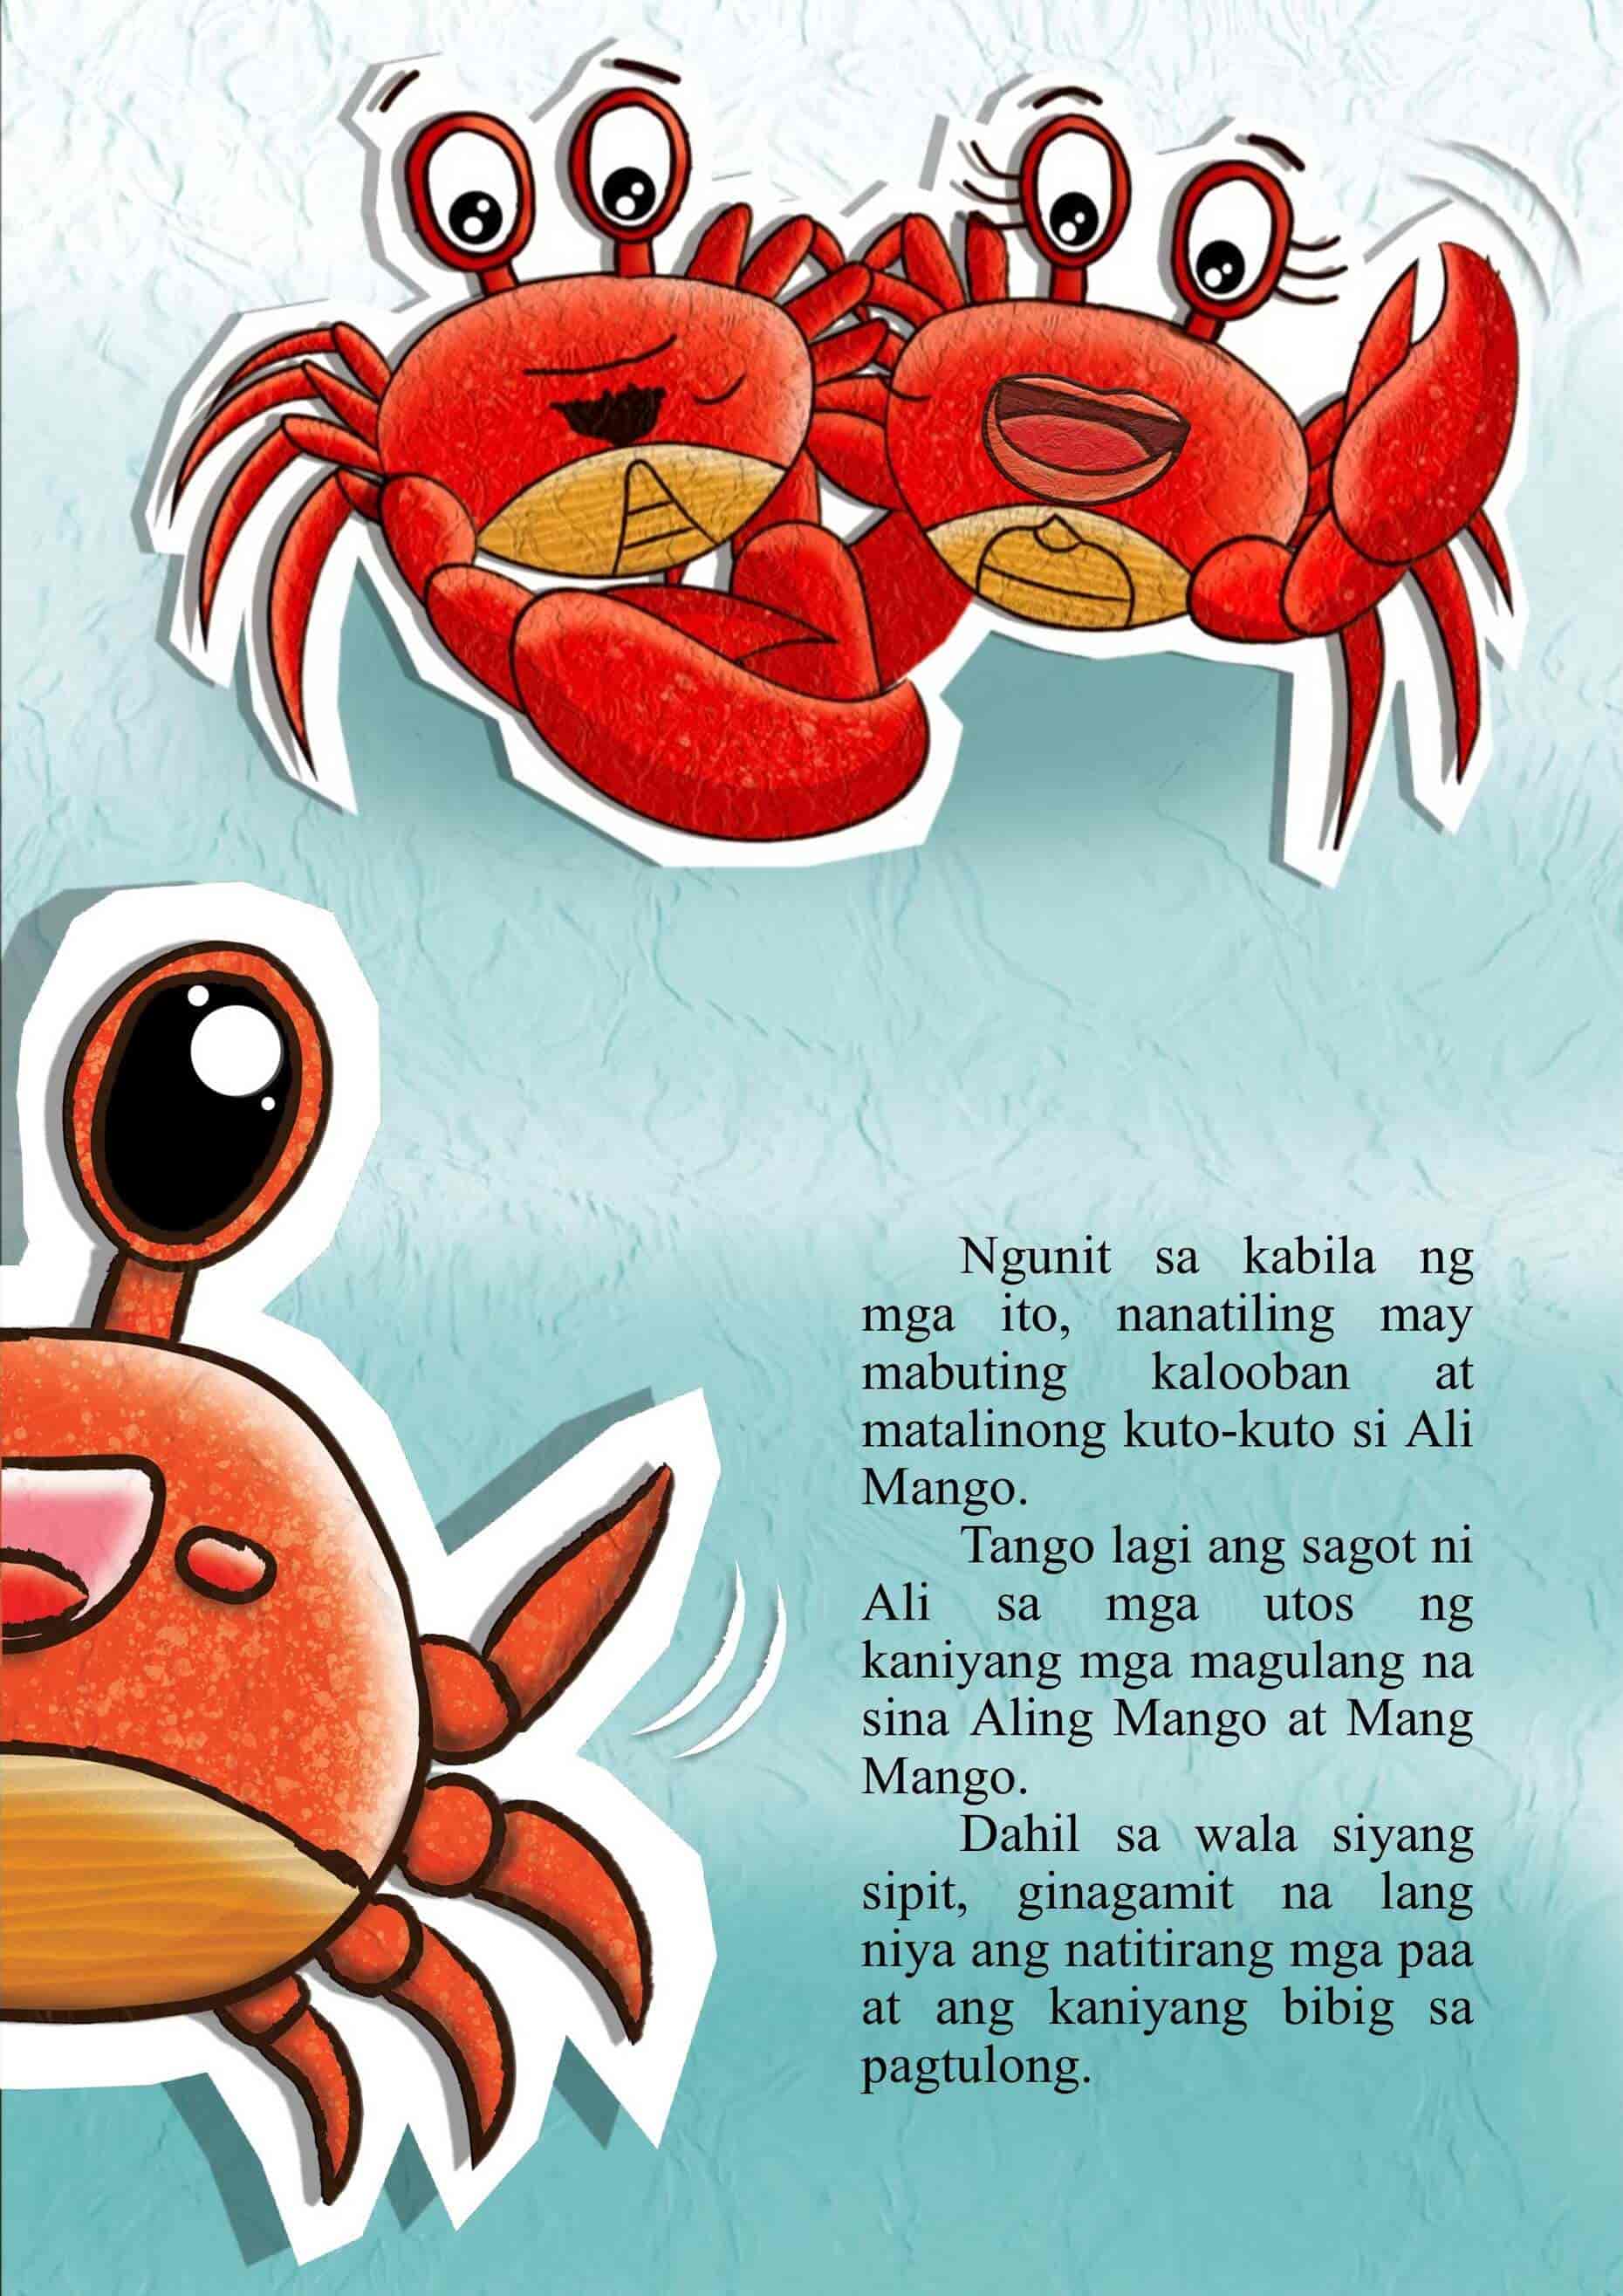 Ngunit sa kabila ng
mga ito, nanatiling may
mabuting kalooban at
matalinong kuto-kuto si Ali
Mango.
Tango lagi ang sagot ni
Ali sa mga utos ng
kaniyang mga magulang na
sina Aling Mango at Mang
Mango.
Dahil sa wala siyang
sipit, ginagamit na lang
niya ang natitirang mga paa
at ang kaniyang bibig sa
pagtulong.